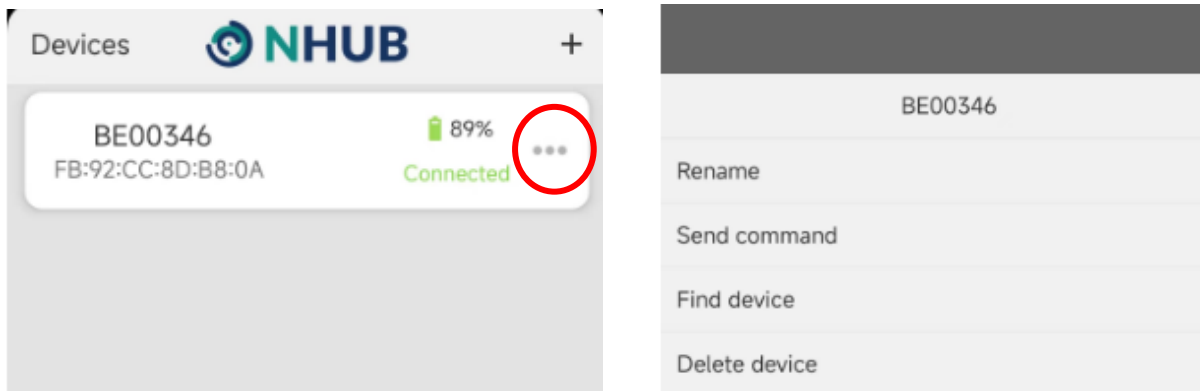 Devices NHUB +
BE00346 89%
FB:92:CC:8D:B8:0A Connected
BE00346
Rename
Send command
Find device
Delete device